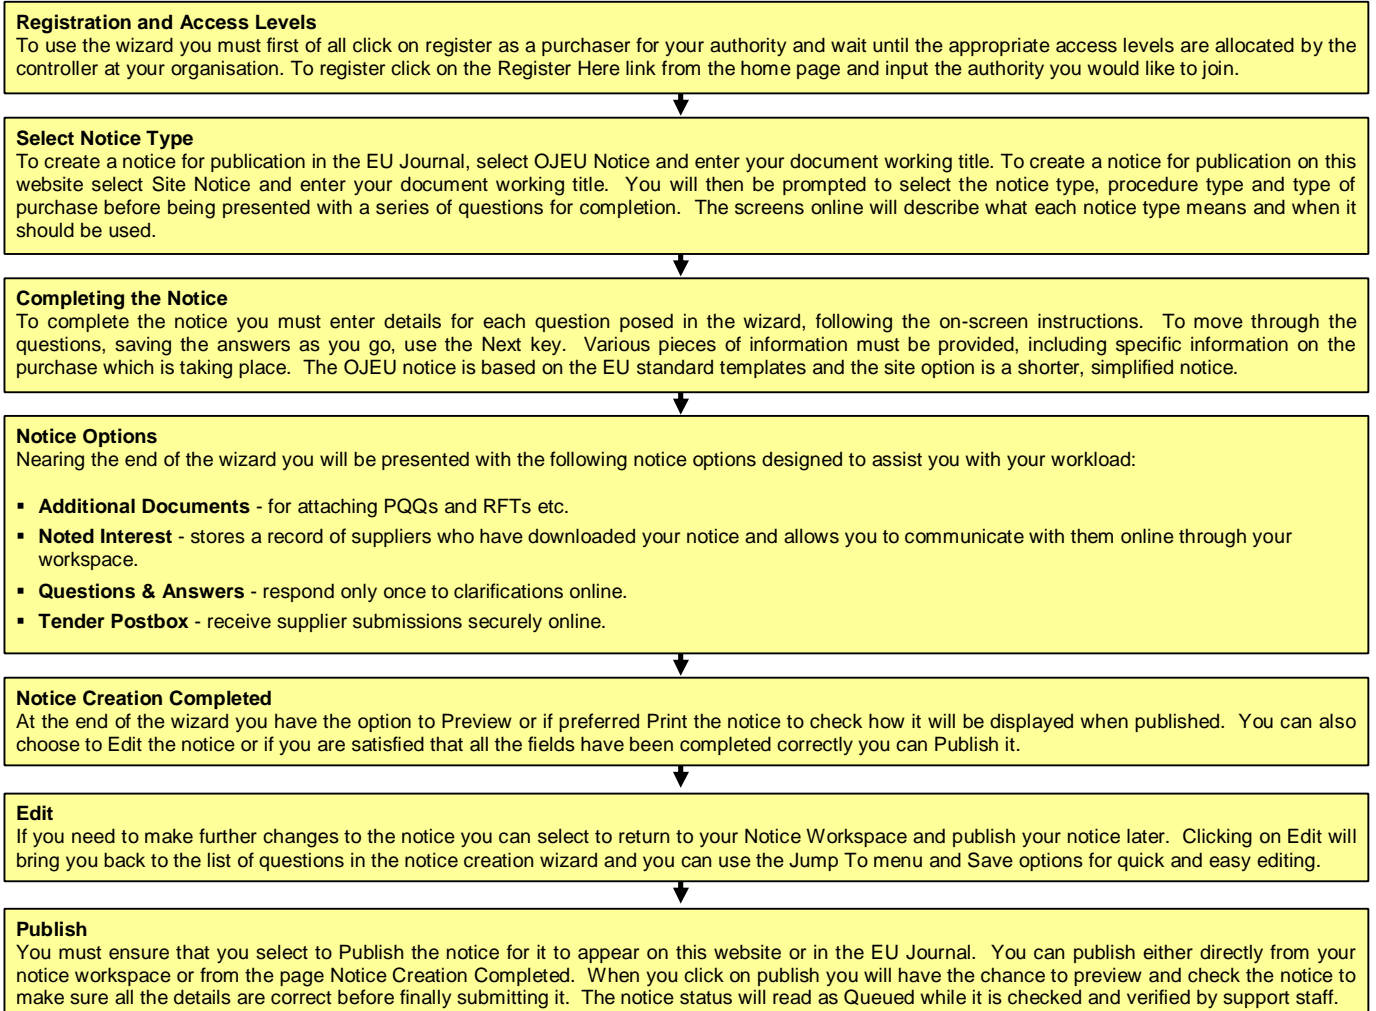 Registration and Access Levels
To use the wizard you must first of all click on register as a purchaser for your authority and wait until the appropriate access levels are allocated by the
controller at your organisation. To register click on the Register Here link from the home page and input the authority you would like to join.
Select Notice Type
To create a notice for publication in the EU Journal, select OJEU Notice and enter your document working title. To create a notice for publication on this
website select Site Notice and enter your document working title. You will then be prompted to select the notice type, procedure type and type of
purchase before being presented with a series of questions for completion. The screens online will describe what each notice type means and when it
should be used.
Completing the Notice
To complete the notice you must enter details for each question posed in the wizard, following the on-screen instructions. To move through the
questions, saving the answers as you go, use the Next key. Various pieces of information must be provided, including specific information on the
purchase which is taking place. The OJEU notice is based on the EU standard templates and the site option is a shorter, simplified notice.
Notice Options
Nearing the end of the wizard you will be presented with the following notice options designed to assist you with your workload:
▪ Additional Documents - for attaching PQQs and RFTs etc.
▪ Noted Interest - stores a record of suppliers who have downloaded your notice and allows you to communicate with them online through your
workspace.
▪ Questions & Answers - respond only once to clarifications online.
▪ Tender Postbox - receive supplier submissions securely online.
Notice Creation Completed
At the end of the wizard you have the option to Preview or if preferred Print the notice to check how it will be displayed when published. You can also
choose to Edit the notice or if you are satisfied that all the fields have been completed correctly you can Publish it.
Edit
If you need to make further changes to the notice you can select to return to your Notice Workspace and publish your notice later. Clicking on Edit will
bring you back to the list of questions in the notice creation wizard and you can use the Jump To menu and Save options for quick and easy editing.
Publish
You must ensure that you select to Publish the notice for it to appear on this website or in the EU Journal. You can publish either directly from your
notice workspace or from the page Notice Creation Completed. When you click on publish you will have the chance to preview and check the notice to
make sure all the details are correct before finally submitting it. The notice status will read as Queued while it is checked and verified by support staff.